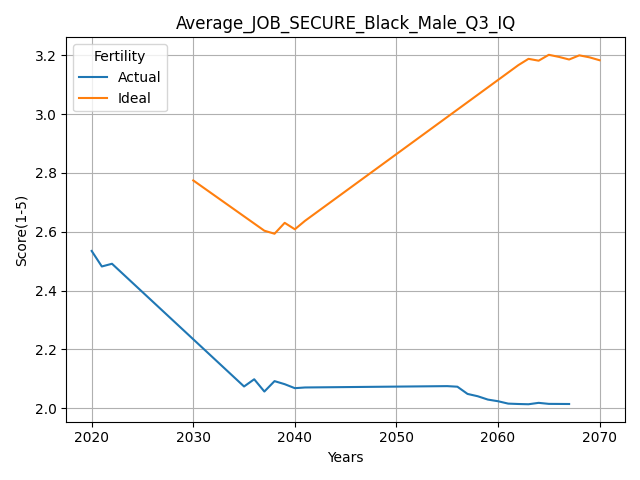 Average_JOB_SECURE_Black_Male_Q3_IQ
Fertility
Actual
Ideal
Score(1-5)
3.2
3.0
2.8
2.6
2.4
2.2
2.0
2020
2030
2040
2050
2060
2070
Years